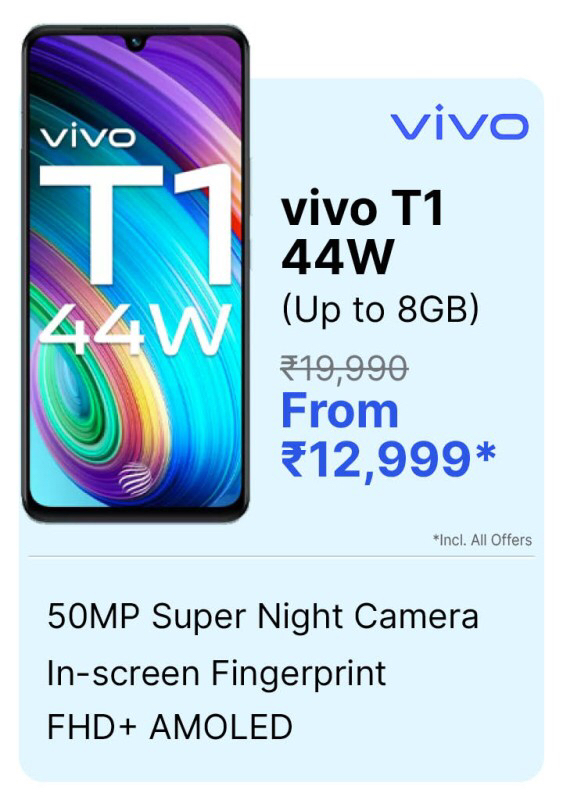 vivo
T1
44W
vivo
vivo T1
44W
(Up to 8GB)
₹19,990
From
₹12,999*
*Incl. All Offers
50MP Super Night Camera
In-screen Fingerprint
FHD+ AMOLED